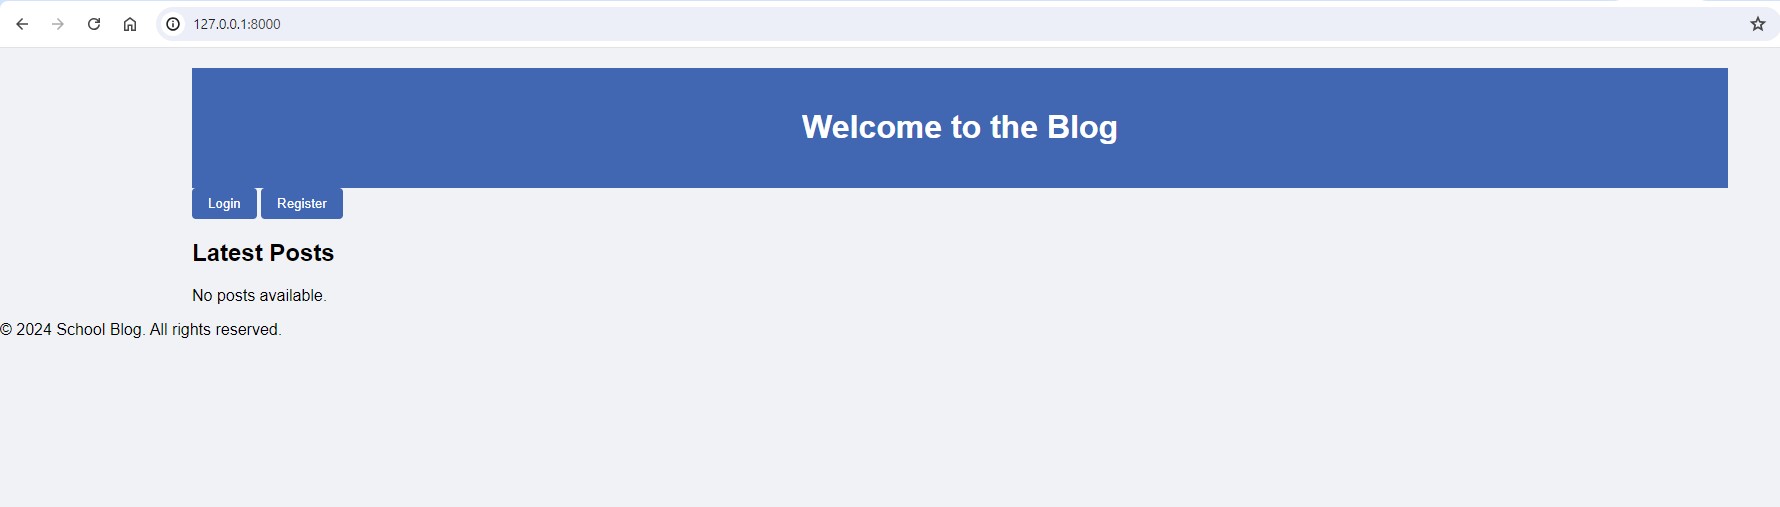 127.0.0.1:8000
Welcome to the Blog
Login Register
Latest Posts
No posts available.
© 2024 School Blog. All rights reserved.